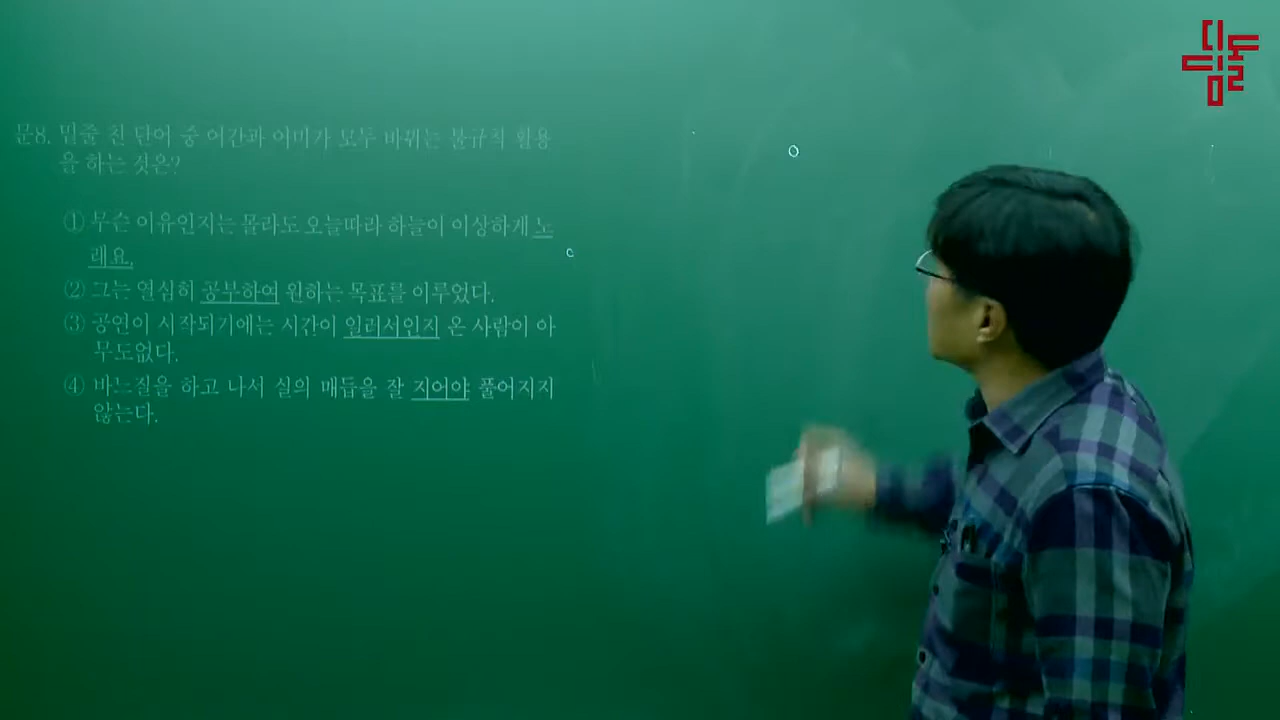 디딤돌
문8. 밑줄 친 단어 중 어간과 어미가 모두 바뀌는 불규칙 활용
을 하는 것은?
① 무슨 이유인지는 몰라도 오늘따라 하늘이 이상하게 노
래요.
② 그는 열심히 공부하여 원하는 목표를 이루었다.
③ 공연이 시작되기에는 시간이 일러서인지 온 사람이 아
무도없다.
④ 바느질을 하고 나서 실의 매듭을 잘 지어야 풀어지지
않는다.